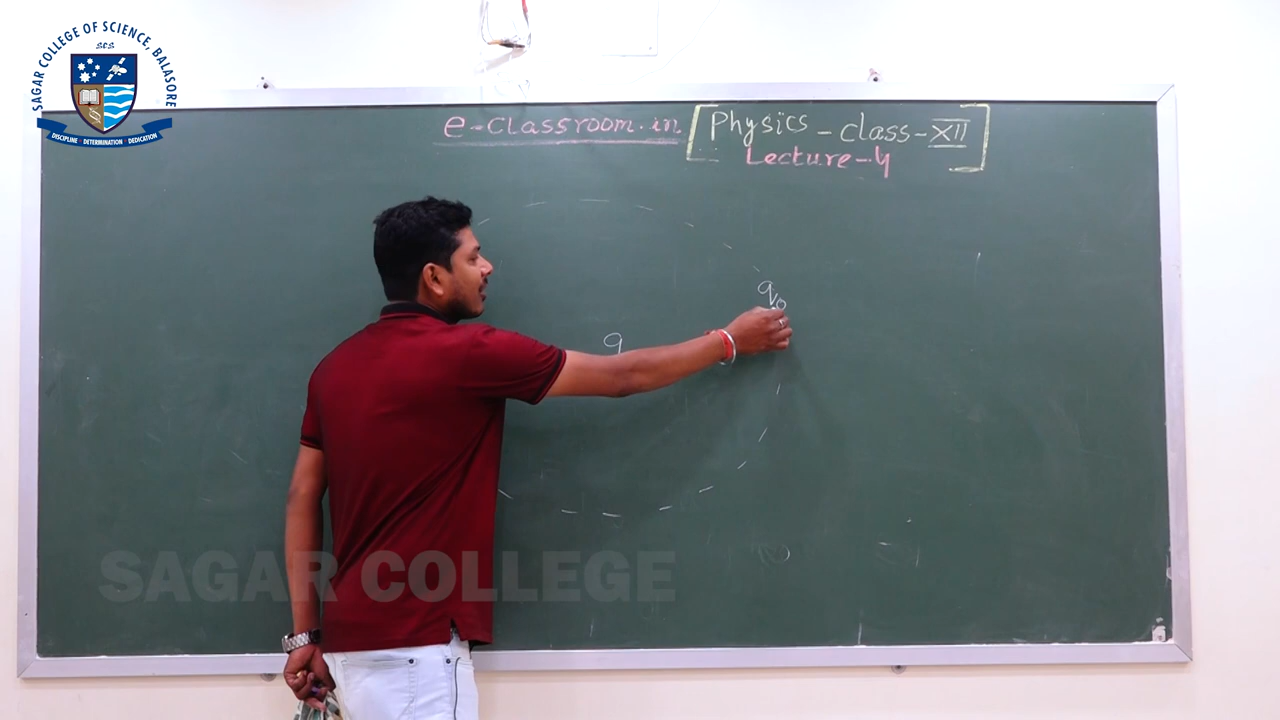 SAGAR COLLEGE OF SCIENCE, BALASORE
SCS
DISCIPLINE DETERMINATION DEDICATION
e-classroom.in [Physics - class - XII]
Lecture-4
q₀
q
SAGAR COLLEGE